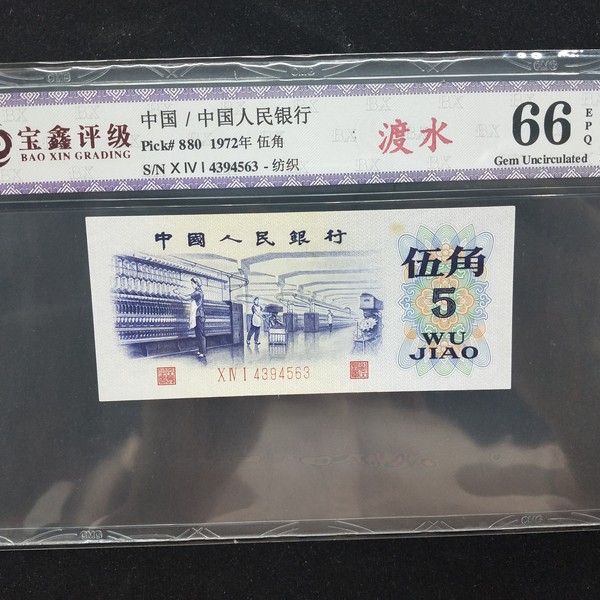 宝鑫评级
BAO XIN GRADING
中国 / 中国人民银行
Pick# 880 1972年 伍角
S/N X IV I 4394563 - 纺织
渡水
66
EPQ
Gem Uncirculated
中國人民銀行
伍角
5
WU
JIAO
X IV I 4394563